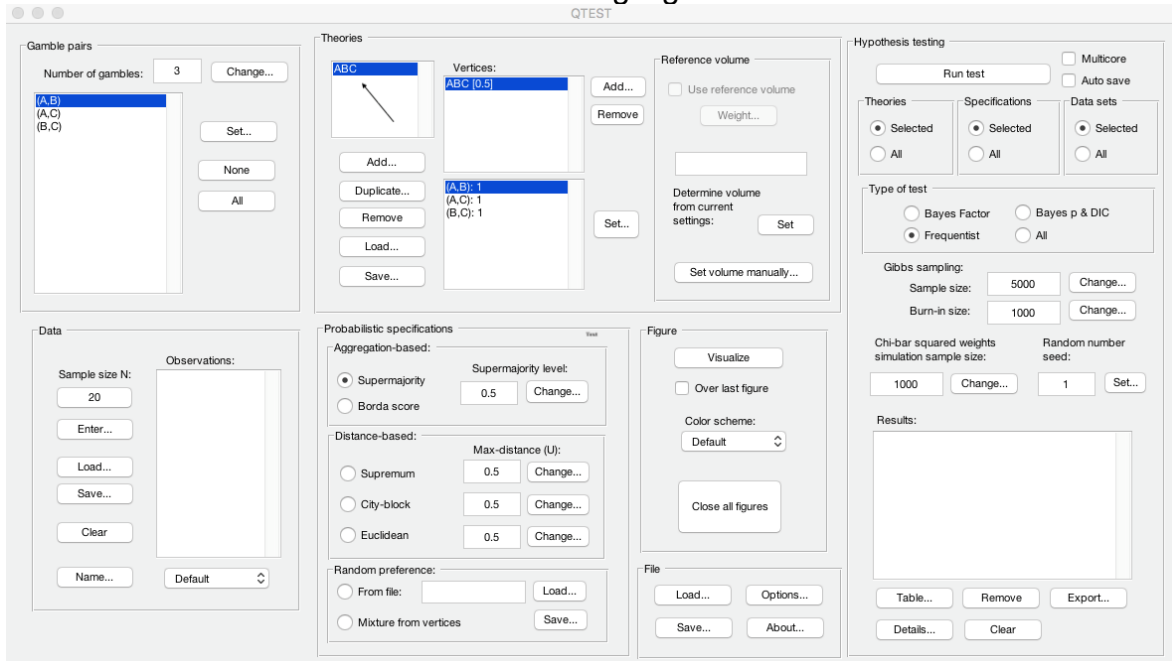 QTEST
Gamble pairs
Number of gambles: 3 Change...
(A,B)
(A,C)
(B,C)
Set...
None
All
Theories
ABC
Vertices:
ABC [0.5]
Add...
Remove
Add...
Duplicate...
Remove
Load...
Save...
(A,B): 1
(A,C): 1
(B,C): 1
Set...
Reference volume
Use reference volume
Weight...
Determine volume
from current
settings:
Set
Set volume manually...
Hypothesis testing
Run test
Multicore
Auto save
Theories
Selected
All
Specifications
Selected
All
Data sets
Selected
All
Type of test
Bayes Factor Bayes p & DIC
Frequentist All
Gibbs sampling:
Sample size: 5000 Change...
Burn-in size: 1000 Change...
Chi-bar squared weights
simulation sample size:
1000 Change...
Random number
seed:
1 Set...
Results:
Table... Remove Export...
Details... Clear
Data
Sample size N:
20
Enter...
Load...
Save...
Clear
Name...
Observations:
Default
Probabilistic specifications
Aggregation-based:
Supermajority
Borda score
Supermajority level:
0.5 Change...
Distance-based:
Max-distance (U):
Supremum 0.5 Change...
City-block 0.5 Change...
Euclidean 0.5 Change...
Random preference:
From file: Load...
Mixture from vertices Save...
Figure
Visualize
Over last figure
Color scheme:
Default
Close all figures
File
Load... Options...
Save... About...